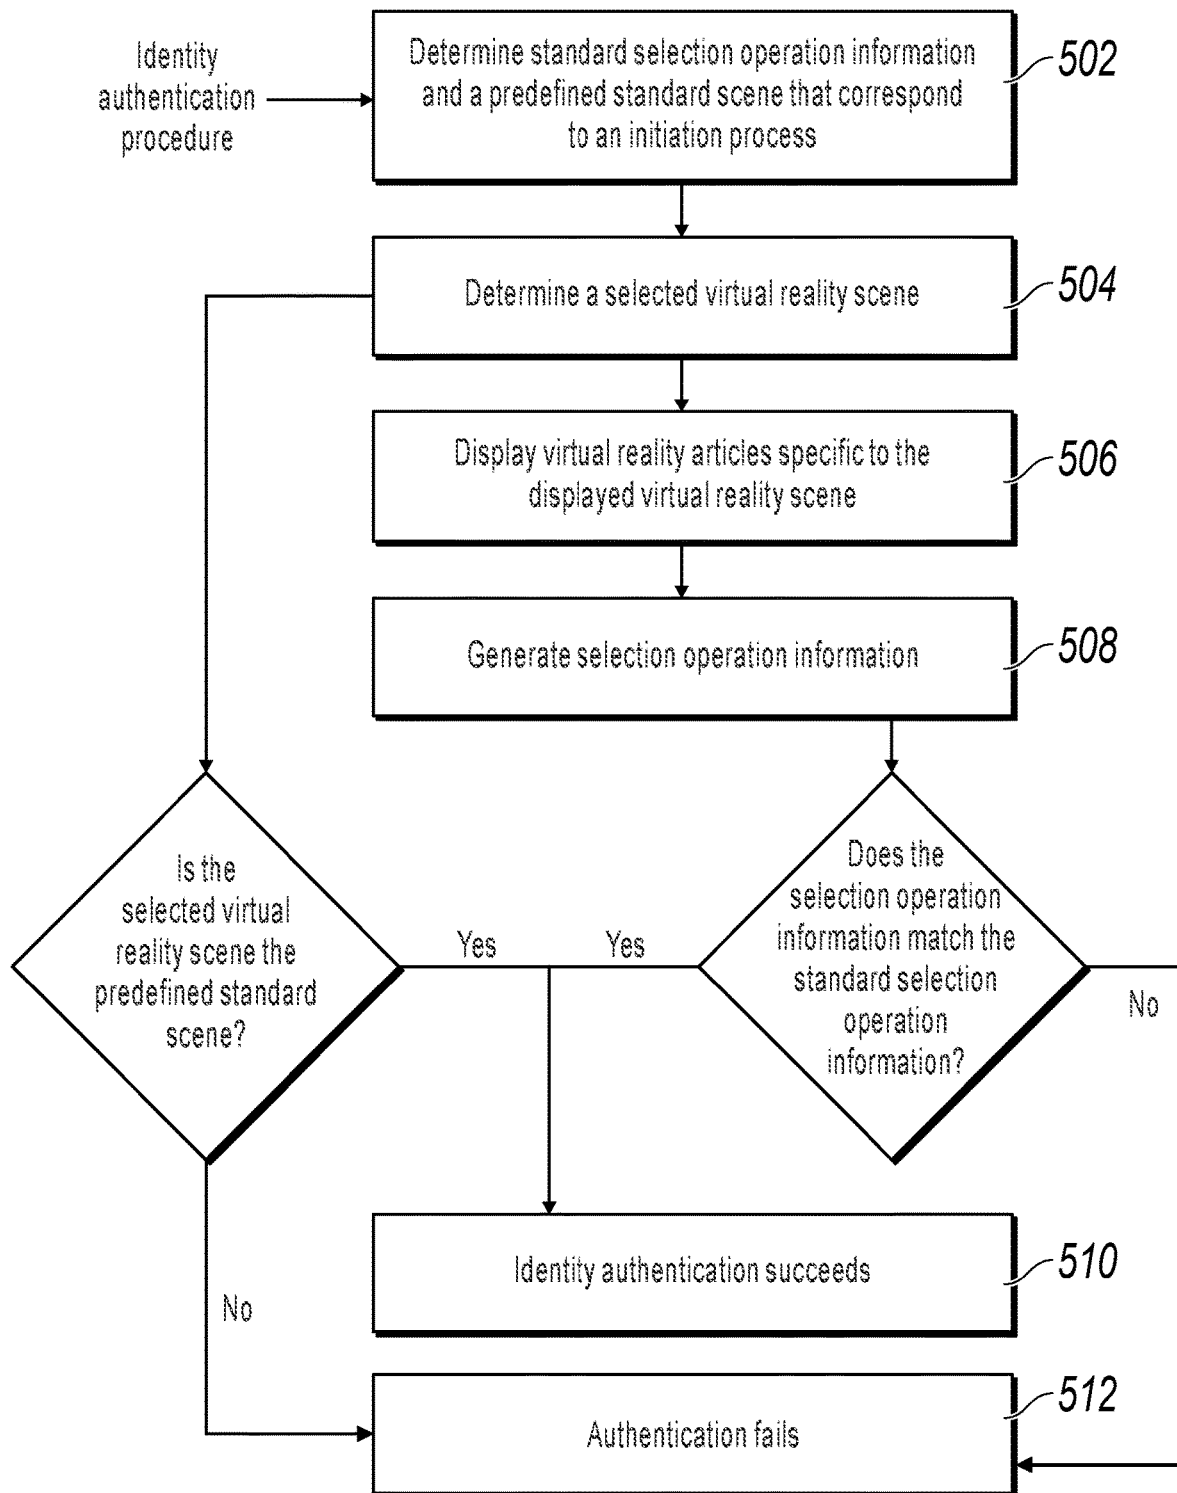 Identity
authentication
procedure
Determine standard selection operation information
and a predefined standard scene that correspond
to an initiation process
502
Determine a selected virtual reality scene
504
Display virtual reality articles specific to the
displayed virtual reality scene
506
Generate selection operation information
508
Is the
selected virtual
reality scene the
predefined standard
scene?
Yes
Yes
Does the
selection operation
information match the
standard selection
operation
information?
No
Identity authentication succeeds
510
No
Authentication fails
512